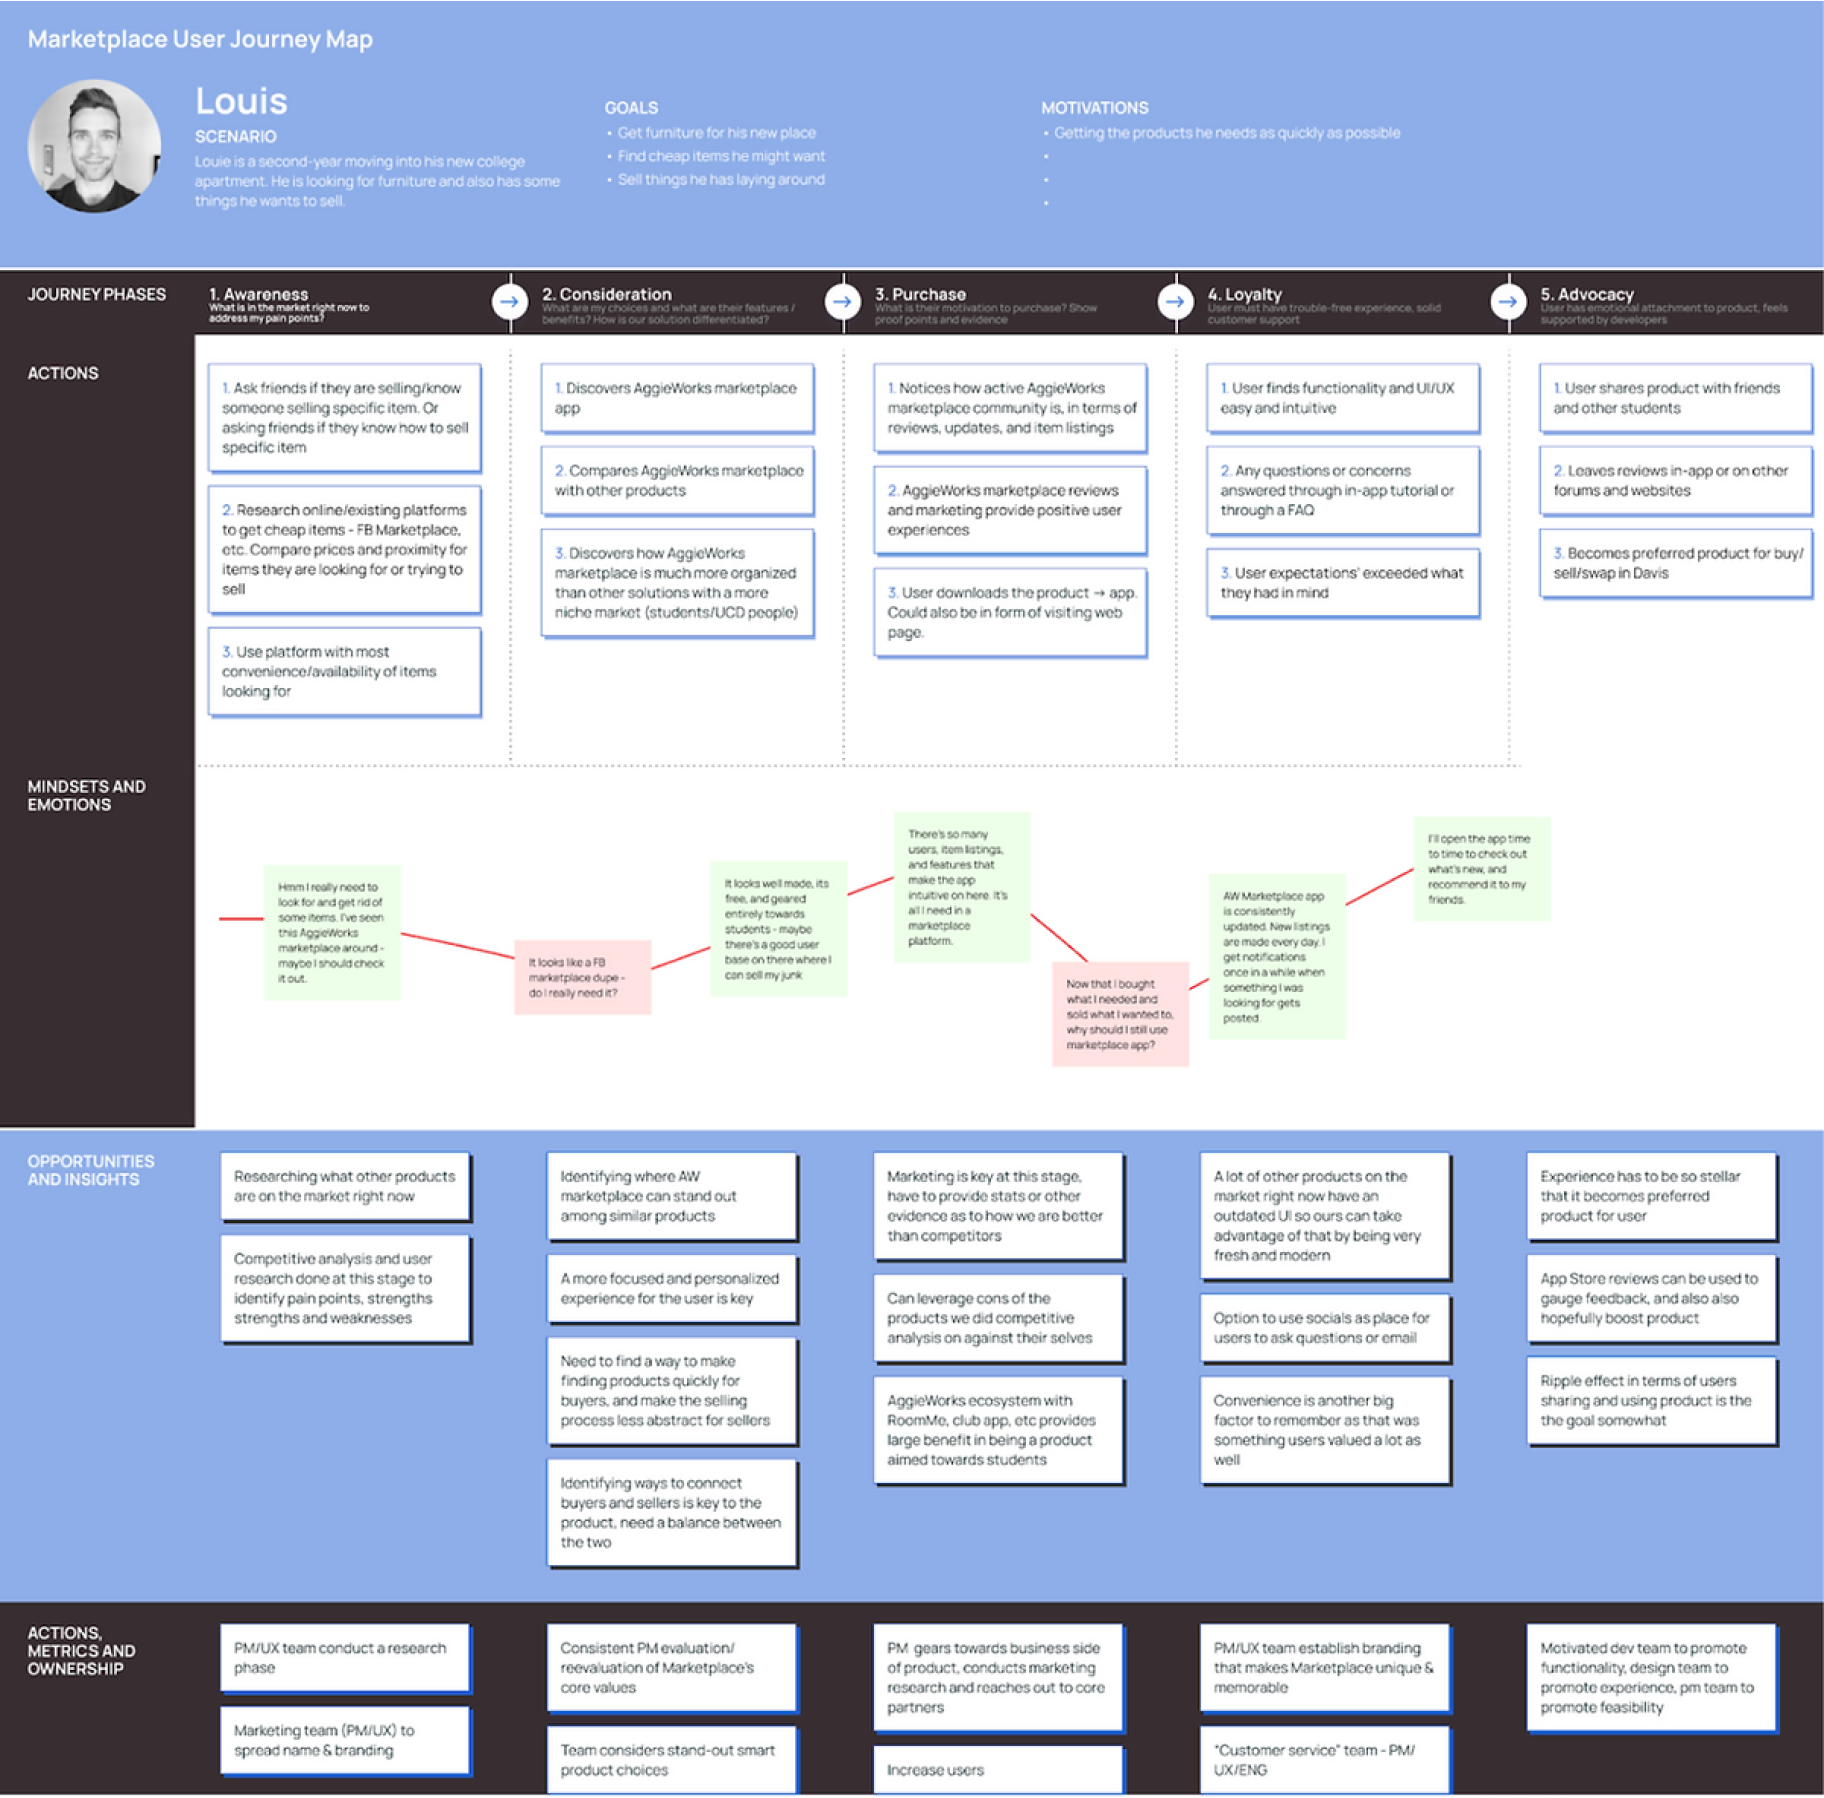 Marketplace User Journey Map
Louis
SCENARIO
Louie is a second-year moving into his new college
apartment. He is looking for furniture and also has some
things he wants to sell.
GOALS
• Get furniture for his new place
• Find cheap items he might want
• Sell things he has laying around
MOTIVATIONS
• Getting the products he needs as quickly as possible
•
•
•
JOURNEY PHASES
1. Awareness
What is in the market right now to
address my pain points?
2. Consideration
What are my choices and what are their features /
benefits? How is our solution differentiated?
3. Purchase
What is their motivation to purchase? Show
proof points and evidence
4. Loyalty
User must have trouble-free experience, solid
customer support
5. Advocacy
User has emotional attachment to product, feels
supported by developers
ACTIONS
1. Ask friends if they are selling/know
someone selling specific item. Or
asking friends if they know how to sell
specific item
2. Research online/existing platforms
to get cheap items - FB Marketplace,
etc. Compare prices and proximity for
items they are looking for or trying to
sell
3. Use platform with most
convenience/availability of items
looking for
1. Discovers AggieWorks marketplace
app
2. Compares AggieWorks marketplace
with other products
3. Discovers how AggieWorks
marketplace is much more organized
than other solutions with a more
niche market (students/UCD people)
1. Notices how active AggieWorks
marketplace community is, in terms of
reviews, updates, and item listings
2. AggieWorks marketplace reviews
and marketing provide positive user
experiences
3. User downloads the product → app.
Could also be in form of visiting web
page.
1. User finds functionality and UI/UX
easy and intuitive
2. Any questions or concerns
answered through in-app tutorial or
through a FAQ
3. User expectations' exceeded what
they had in mind
1. User shares product with friends
and other students
2. Leaves reviews in-app or on other
forums and websites
3. Becomes preferred product for buy/
sell/swap in Davis
MINDSETS AND
EMOTIONS
Hmm I really need to
look for and get rid of
some items. I've seen
this AggieWorks
marketplace around -
maybe I should check
it out.
It looks like a FB
marketplace dupe -
do I really need it?
It looks well made, its
free, and geared
entirely towards
students - maybe
there's a good user
base on there where I
can sell my junk
There's so many
users, item listings,
and features that
make the app
intuitive on here. It's
all I need in a
marketplace
platform.
Now that I bought
what I needed and
sold what I wanted to,
why should I still use
marketplace app?
AW Marketplace app
is consistently
updated. New listings
are made every day. I
get notifications
once in a while when
something I was
looking for gets
posted.
I'll open the app time
to time to check out
what's new, and
recommend it to my
friends.
OPPORTUNITIES
AND INSIGHTS
Researching what other products
are on the market right now
Competitive analysis and user
research done at this stage to
identify pain points, strengths
strengths and weaknesses
Identifying where AW
marketplace can stand out
among similar products
A more focused and personalized
experience for the user is key
Need to find a way to make
finding products quickly for
buyers, and make the selling
process less abstract for sellers
Identifying ways to connect
buyers and sellers is key to the
product, need a balance between
the two
Marketing is key at this stage,
have to provide stats or other
evidence as to how we are better
than competitors
Can leverage cons of the
products we did competitive
analysis on against their selves
AggieWorks ecosystem with
RoomMe, club app, etc provides
large benefit in being a product
aimed towards students
A lot of other products on the
market right now have an
outdated UI so ours can take
advantage of that by being very
fresh and modern
Option to use socials as place for
users to ask questions or email
Convenience is another big
factor to remember as that was
something users valued a lot as
well
Experience has to be so stellar
that it becomes preferred
product for user
App Store reviews can be used to
gauge feedback, and also also
hopefully boost product
Ripple effect in terms of users
sharing and using product is the
the goal somewhat
ACTIONS,
METRICS AND
OWNERSHIP
PM/UX team conduct a research
phase
Marketing team (PM/UX) to
spread name & branding
Consistent PM evaluation/
reevaluation of Marketplace's
core values
Team considers stand-out smart
product choices
PM gears towards business side
of product, conducts marketing
research and reaches out to core
partners
Increase users
PM/UX team establish branding
that makes Marketplace unique &
memorable
"Customer service" team - PM/
UX/ENG
Motivated dev team to promote
functionality, design team to
promote experience, pm team to
promote feasibility